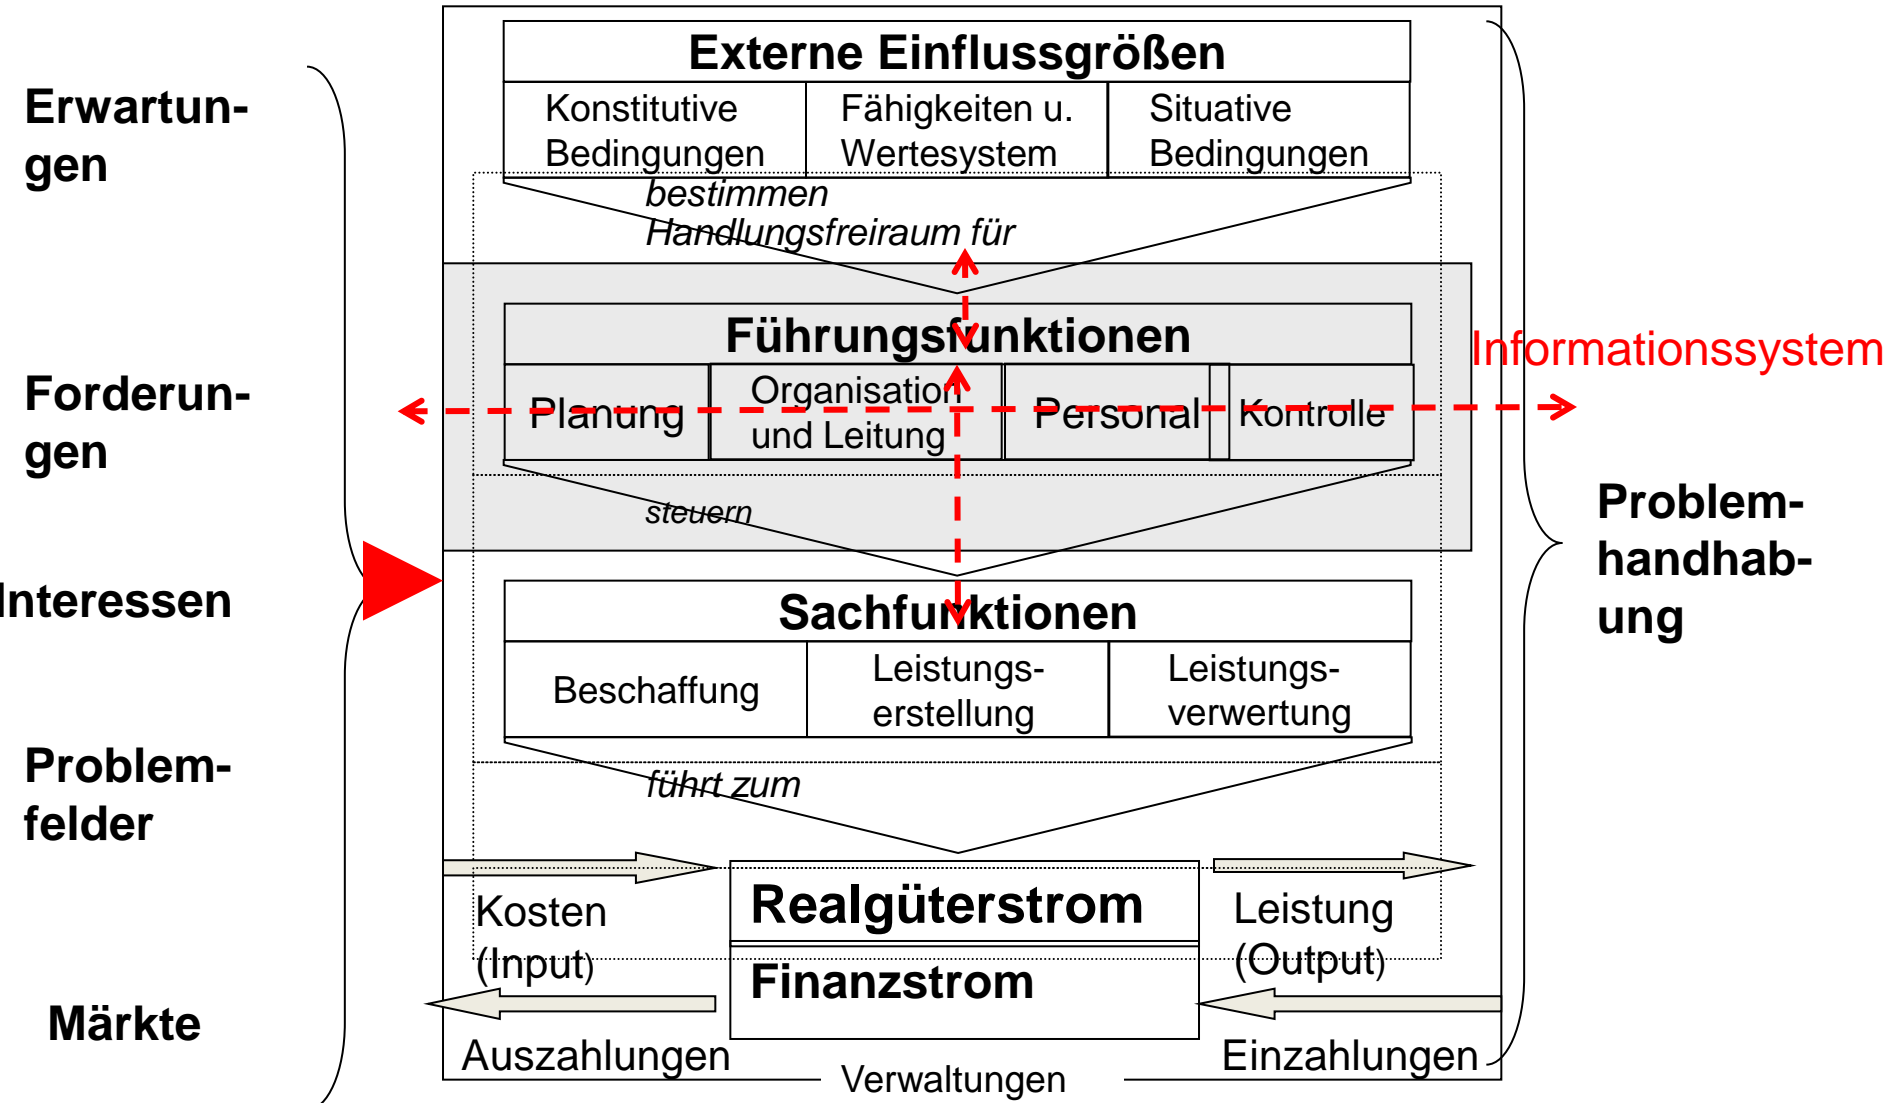 Erwartun-
gen
Forderun-
gen
Interessen
Problem-
felder
Märkte
Externe Einflussgrößen
Konstitutive
Bedingungen
Fähigkeiten u.
Wertesystem
Situative
Bedingungen
bestimmen
Handlungsfreiraum für
Führungsfunktionen
Planung
Organisation
und Leitung
Personal
Kontrolle
Informationssystem
steuern
Sachfunktionen
Beschaffung
Leistungs-
erstellung
Leistungs-
verwertung
führt zum
Kosten
(Input)
Realgüterstrom
Finanzstrom
Leistung
(Output)
Auszahlungen
Einzahlungen
Verwaltungen
Problem-
handhab-
ung